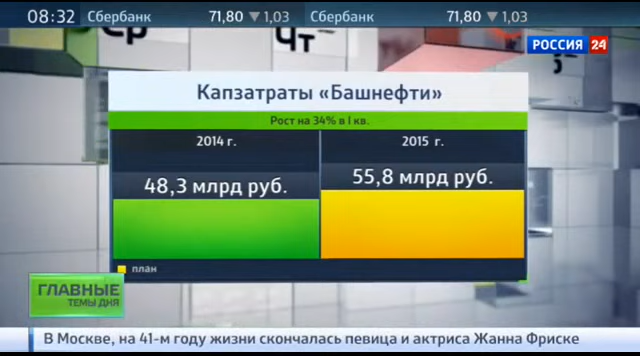 08:32 Сбербанк 71,80 ▼ 1,03 Сбербанк 71,80 ▼ 1,03
Ср
Чт
РОССИЯ 24
Капзатраты «Башнефти»
Рост на 34% в I кв.
2014 г. 2015 г.
48,3 млрд руб. 55,8 млрд руб.
план
ГЛАВНЫЕ
ТЕМЫ ДНЯ
В Москве, на 41-м году жизни скончалась певица и актриса Жанна Фриске